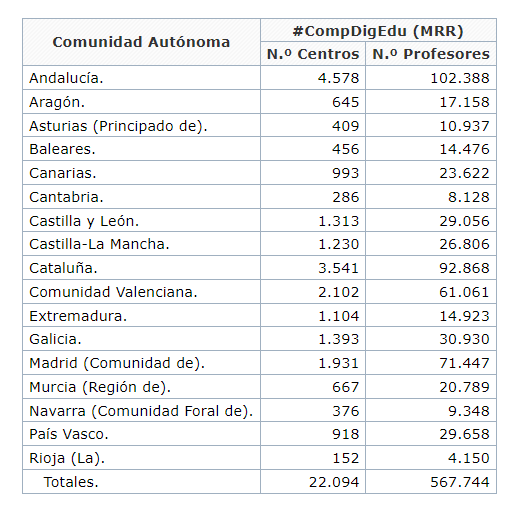 Comunidad Autónoma #CompDigEdu (MRR)
N.º Centros N.º Profesores
Andalucía. 4.578 102.388
Aragón. 645 17.158
Asturias (Principado de). 409 10.937
Baleares. 456 14.476
Canarias. 993 23.622
Cantabria. 286 8.128
Castilla y León. 1.313 29.056
Castilla-La Mancha. 1.230 26.806
Cataluña. 3.541 92.868
Comunidad Valenciana. 2.102 61.061
Extremadura. 1.104 14.923
Galicia. 1.393 30.930
Madrid (Comunidad de). 1.931 71.447
Murcia (Región de). 667 20.789
Navarra (Comunidad Foral de). 376 9.348
País Vasco. 918 29.658
Rioja (La). 152 4.150
Totales. 22.094 567.744